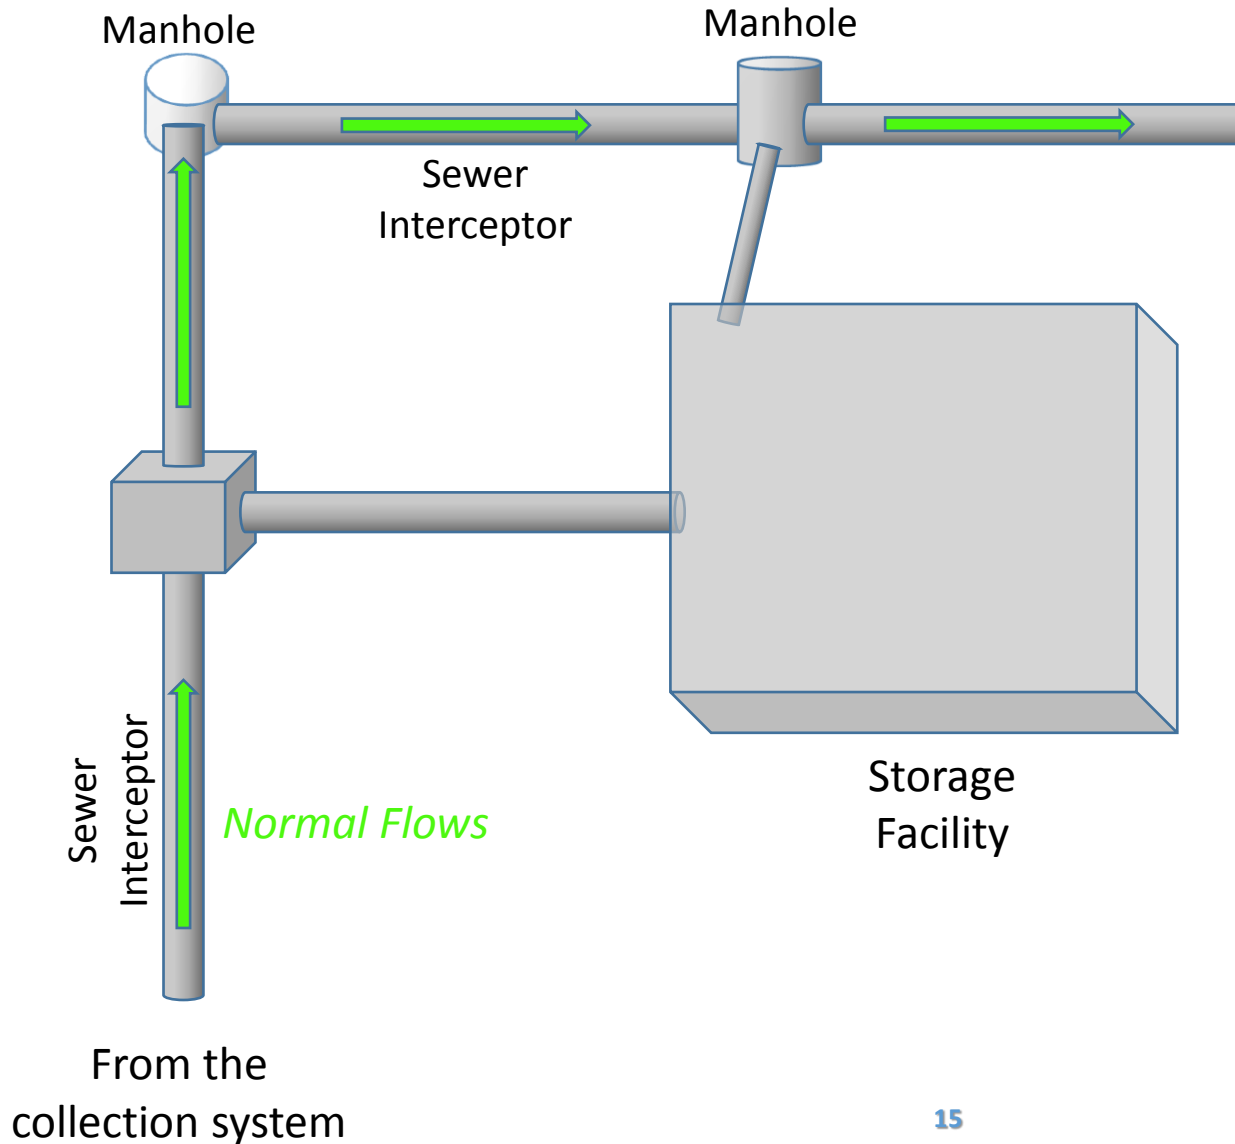 Manhole
Manhole
Sewer
Interceptor
Sewer
Interceptor
Normal Flows
Storage
Facility
From the
collection system
15